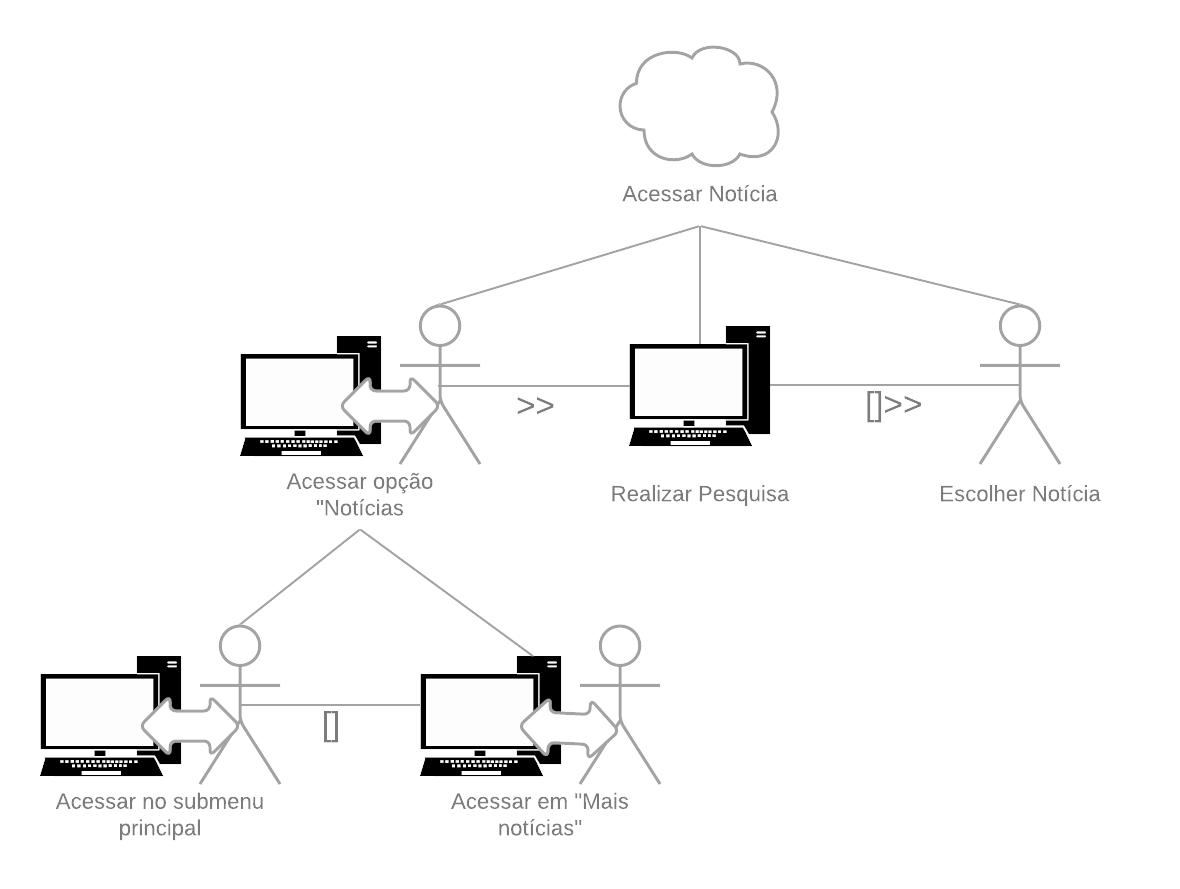 Acessar Notícia
>>
[]>>
Acessar opção
"Notícias
Realizar Pesquisa
Escolher Notícia
[]
Acessar no submenu
principal
Acessar em "Mais
notícias"